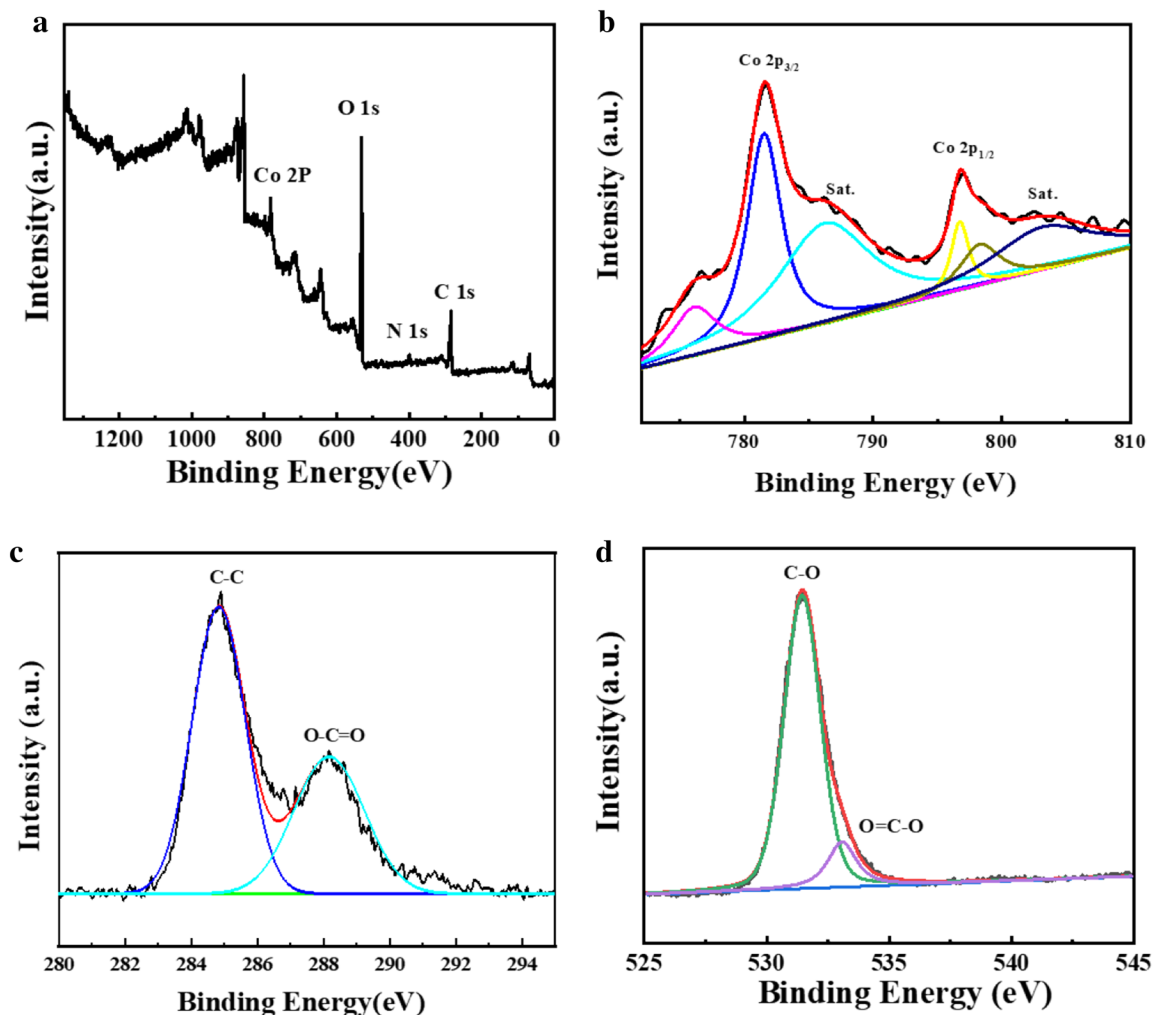 a
O 1s
Co 2P
C 1s
N 1s
Intensity(a.u.)
1200 1000 800 600 400 200 0
Binding Energy(eV)
b
Co 2p3/2
Co 2p1/2
Sat.
Sat.
Intensity (a.u.)
780 790 800 810
Binding Energy (eV)
c
C-C
O-C=O
Intensity (a.u.)
280 282 284 286 288 290 292 294
Binding Energy(eV)
d
C-O
O=C-O
Intensity(a.u.)
525 530 535 540 545
Binding Energy (eV)